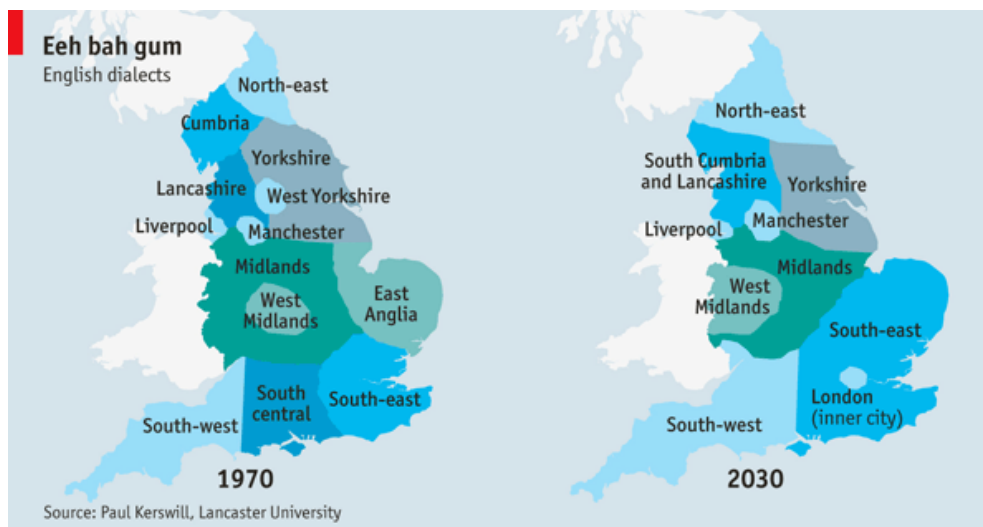 Eeh bah gum
English dialects
North-east
Cumbria
Yorkshire
Lancashire
West Yorkshire
Liverpool
Manchester
Midlands
West
Midlands
East
Anglia
South
central
South-east
South-west
1970
North-east
South Cumbria
and Lancashire
Yorkshire
Manchester
Liverpool
Midlands
West
Midlands
South-east
London
(inner city)
South-west
2030
Source: Paul Kerswill, Lancaster University